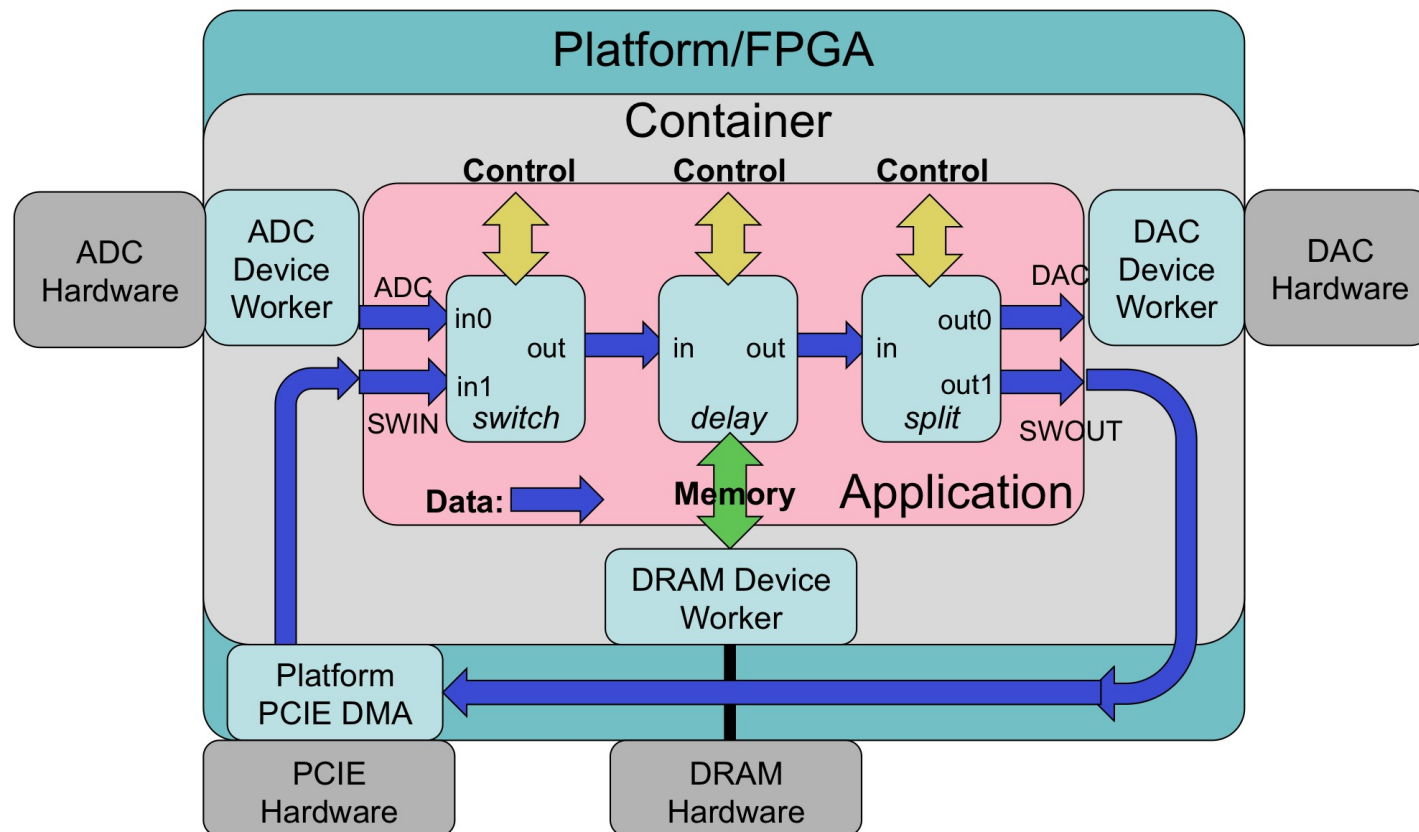 Platform/FPGA
Container
Control
Control
Control
ADC
Hardware
ADC
Device
Worker
DAC
Device
Worker
DAC
Hardware
ADC
in0
out
in1
switch
SWIN
in
out
delay
in
out0
out1
split
DAC
SWOUT
Data:
Memory
Application
DRAM Device
Worker
Platform
PCIE DMA
PCIE
Hardware
DRAM
Hardware